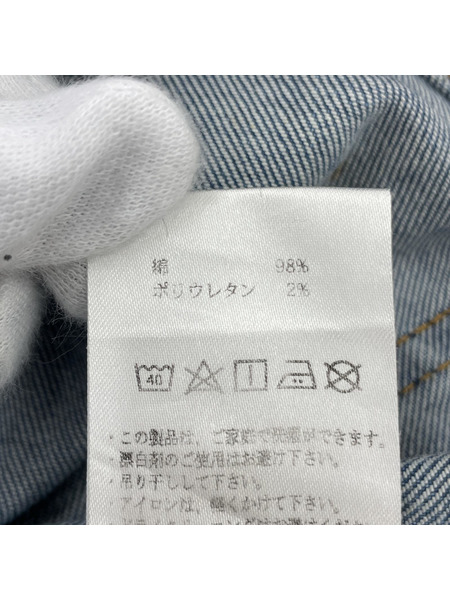 綿 98%
ポリウレタン 2%
40
・この製品は、ご家庭で洗濯ができます。
・漂白剤のご使用はお避け下さい。
・吊り干しして下さい。
・アイロンは、軽くかけて下さい。